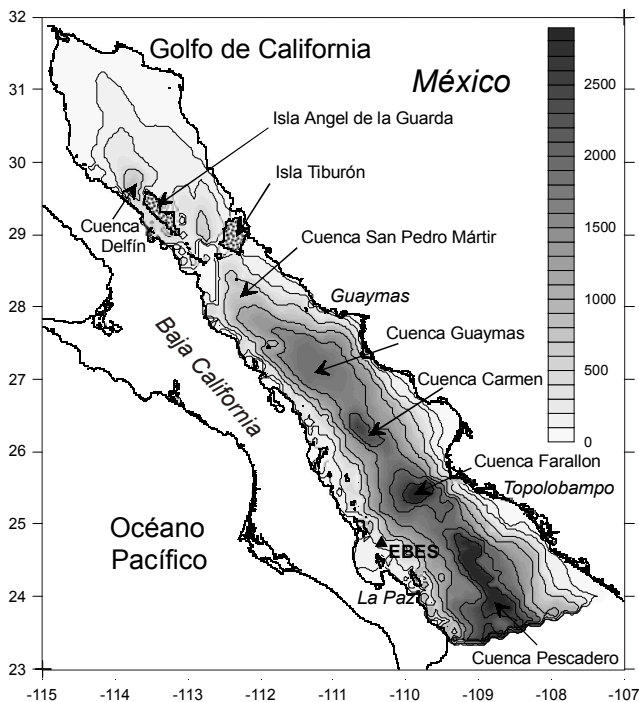 32
31
30
29
28
27
26
25
24
23
Golfo de California
México
Isla Angel de la Guarda
Isla Tiburón
Cuenca
Delfín
Cuenca San Pedro Mártir
Guaymas
Cuenca Guaymas
Baja California
Cuenca Carmen
Cuenca Farallon
Topolobampo
Océano
Pacífico
EBES
La Paz
Cuenca Pescadero
2500
2000
1500
1000
500
0
-115 -114 -113 -112 -111 -110 -109 -108 -107